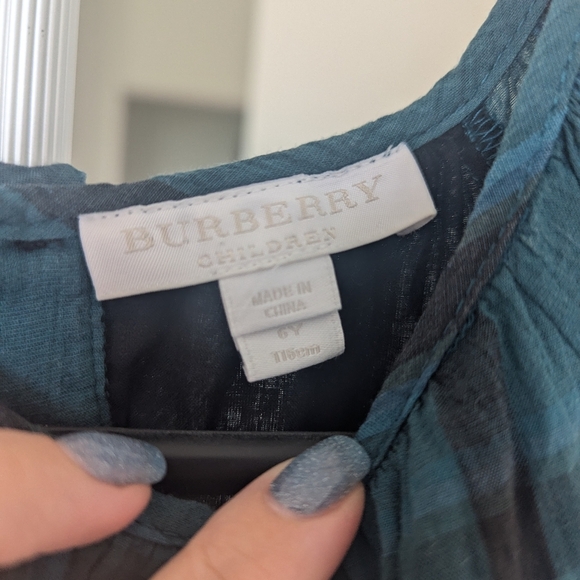 BURBERRY
CHILDREN
MADE IN
CHINA
6Y
116cm